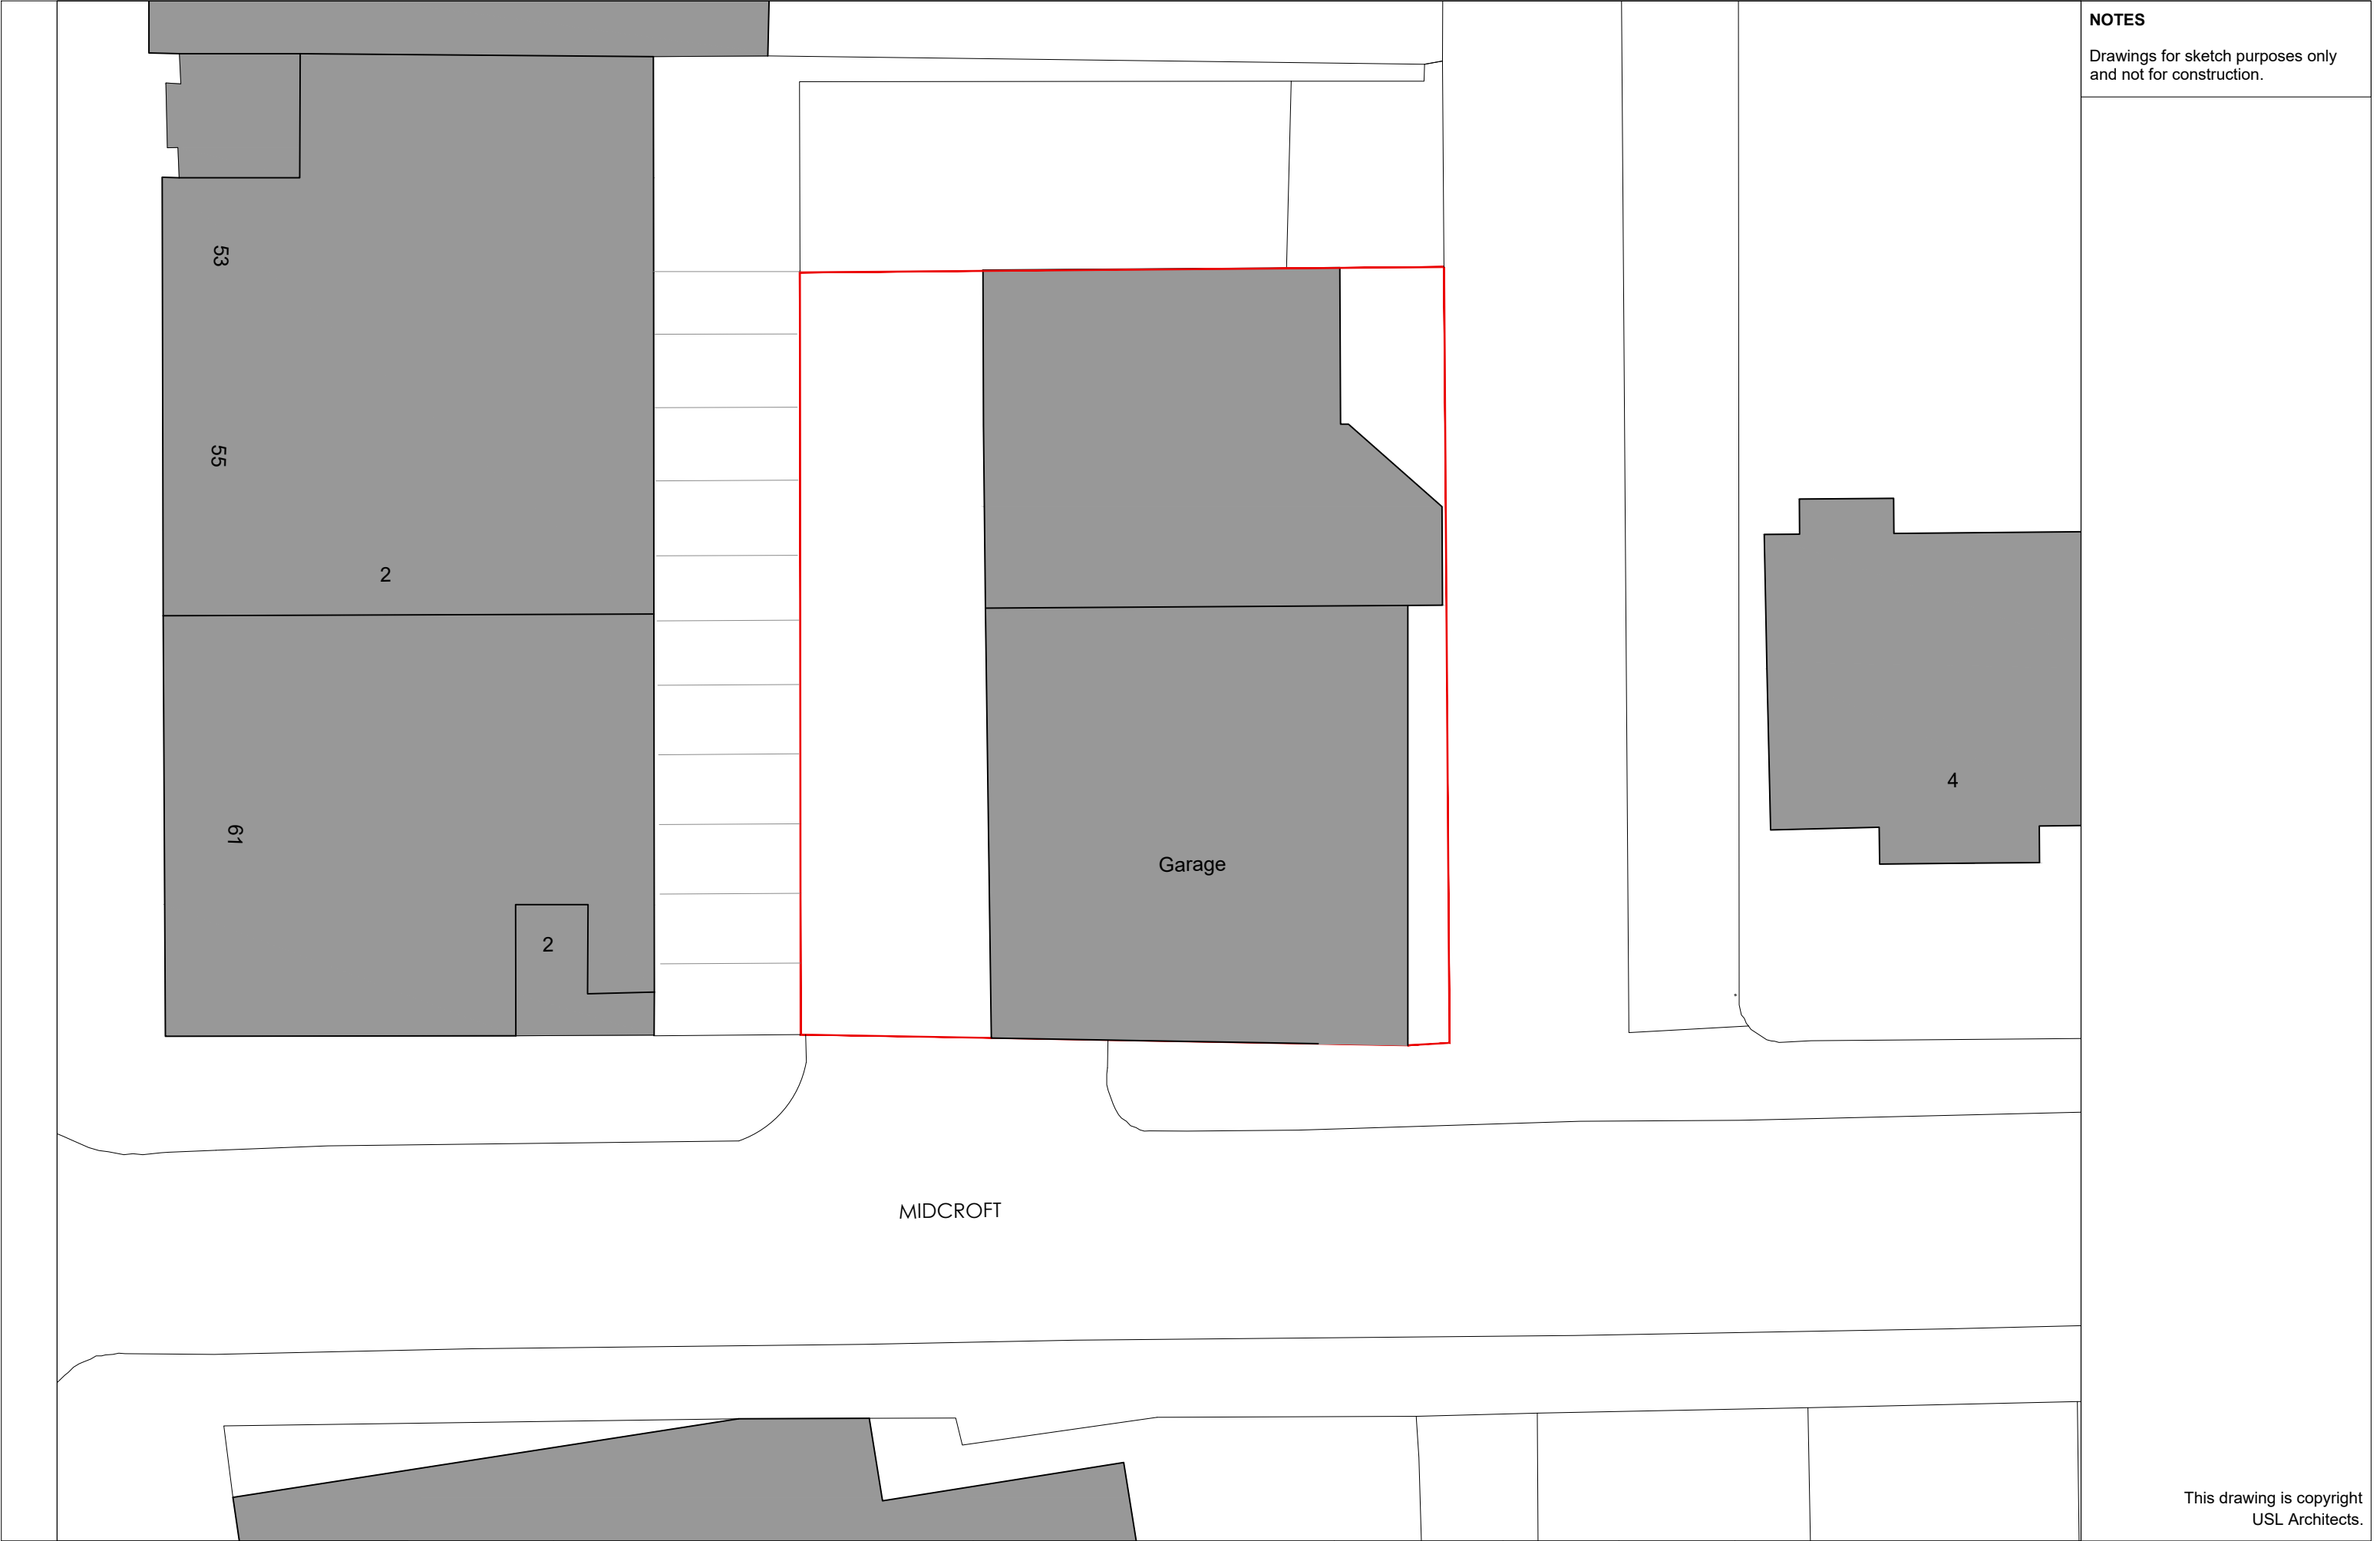 NOTES
Drawings for sketch purposes only
and not for construction.
53
55
2
61
2
Garage
4
MIDCROFT
This drawing is copyright
USL Architects.